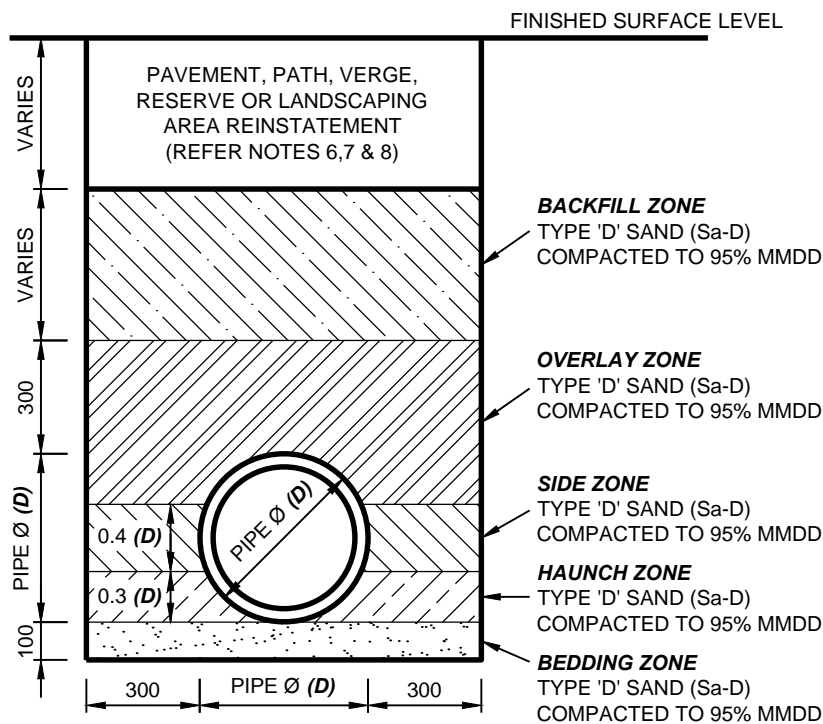 FINISHED SURFACE LEVEL
PAVEMENT, PATH, VERGE,
RESERVE OR LANDSCAPING
AREA REINSTATEMENT
(REFER NOTES 6,7 & 8)
VARIES
VARIES
300
PIPE Ø (D)
100
0.4 (D)
0.3 (D)
PIPE Ø (D)
BACKFILL ZONE
TYPE 'D' SAND (Sa-D)
COMPACTED TO 95% MMDD
OVERLAY ZONE
TYPE 'D' SAND (Sa-D)
COMPACTED TO 95% MMDD
SIDE ZONE
TYPE 'D' SAND (Sa-D)
COMPACTED TO 95% MMDD
HAUNCH ZONE
TYPE 'D' SAND (Sa-D)
COMPACTED TO 95% MMDD
BEDDING ZONE
TYPE 'D' SAND (Sa-D)
COMPACTED TO 95% MMDD
300
PIPE Ø (D)
300